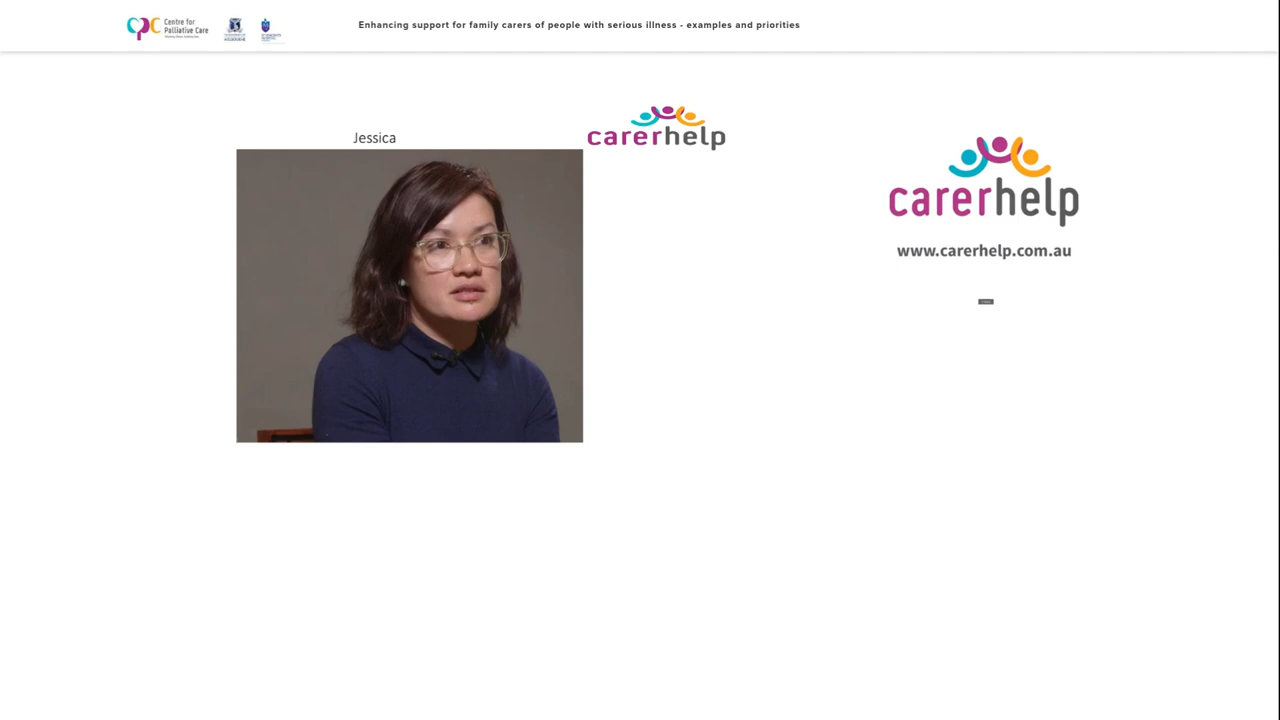 Centre for
Palliative Care
Enhancing support for family carers of people with serious illness - examples and priorities
Jessica
carerhelp
carerhelp
www.carerhelp.com.au